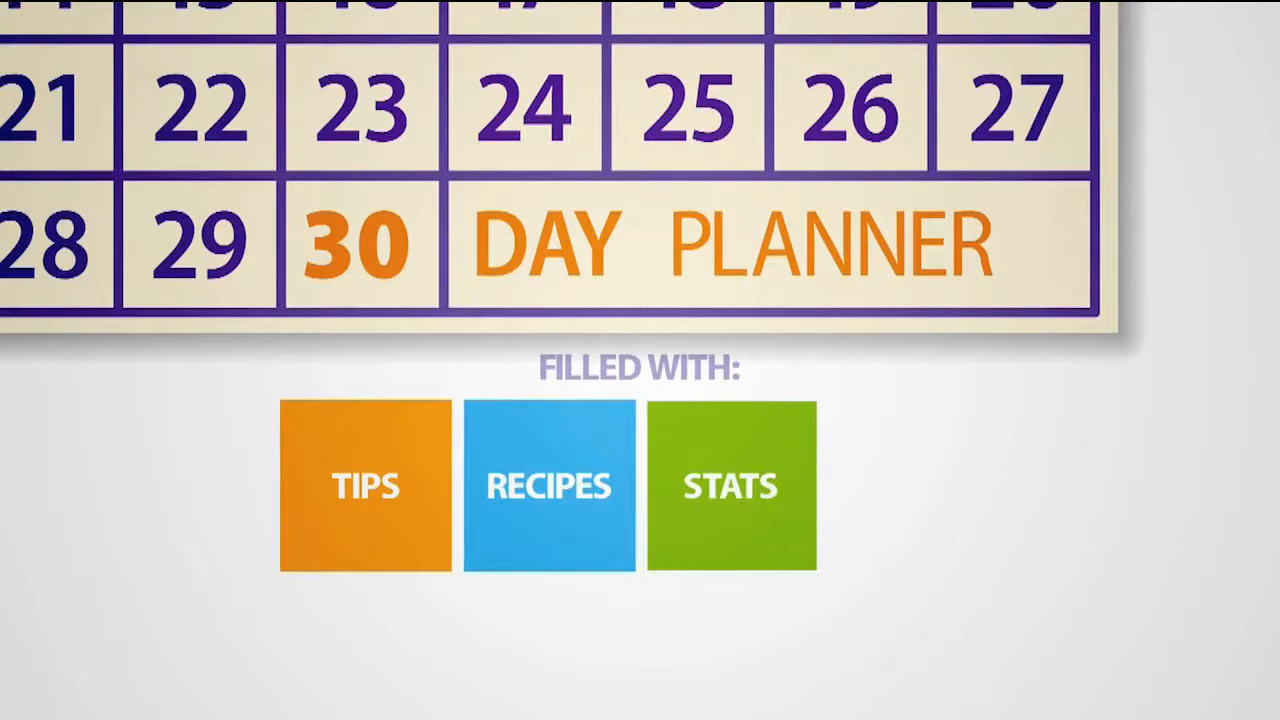 21 22 23 24 25 26 27
28 29 30 DAY PLANNER
FILLED WITH:
TIPS RECIPES STATS